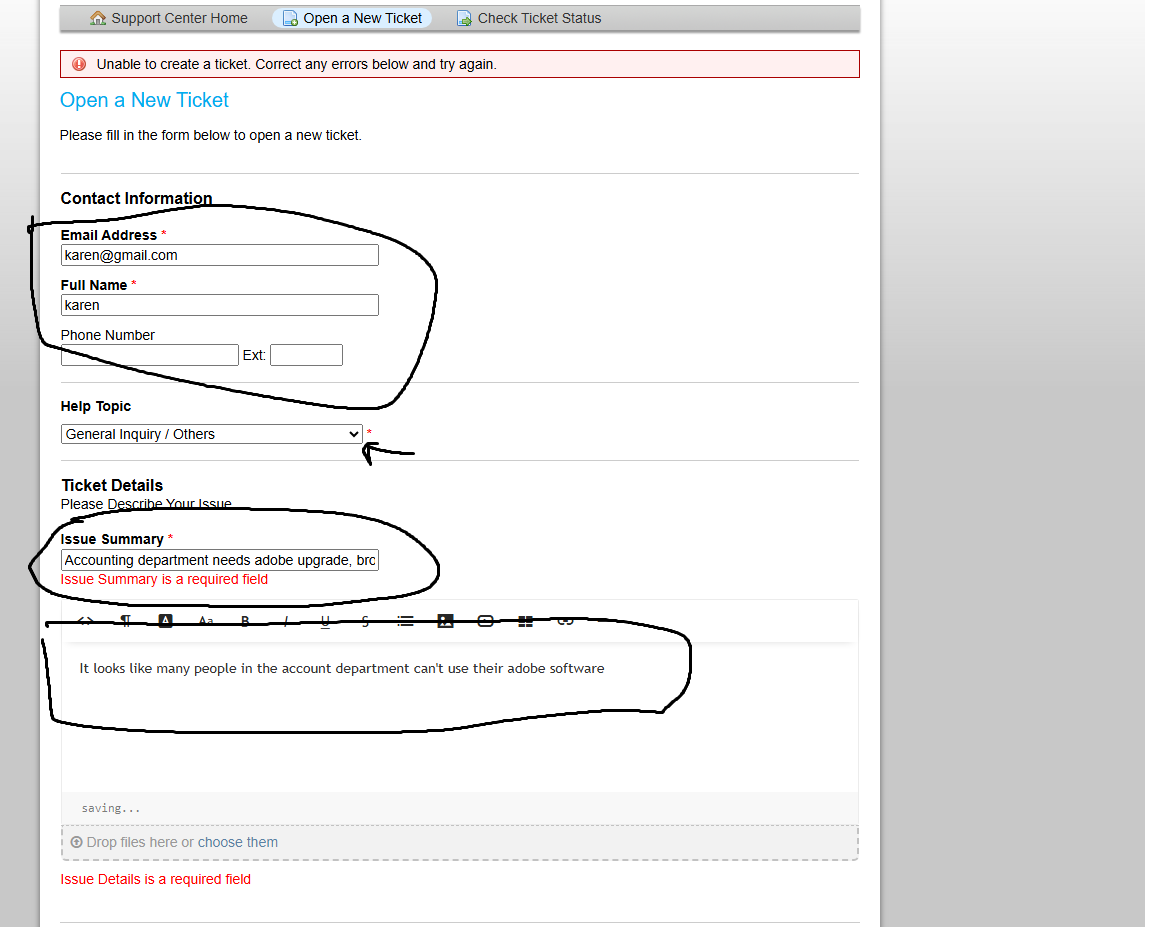 Support Center Home Open a New Ticket Check Ticket Status
Unable to create a ticket. Correct any errors below and try again.
Open a New Ticket
Please fill in the form below to open a new ticket.
Contact Information
Email Address *
karen@gmail.com
Full Name *
karen
Phone Number
Ext:
Help Topic
General Inquiry / Others *
Ticket Details
Please Describe Your Issue
Issue Summary *
Accounting department needs adobe upgrade, bro
Issue Summary is a required field
<> ¶ A Aa B I U S
It looks like many people in the account department can't use their adobe software
saving...
Drop files here or choose them
Issue Details is a required field